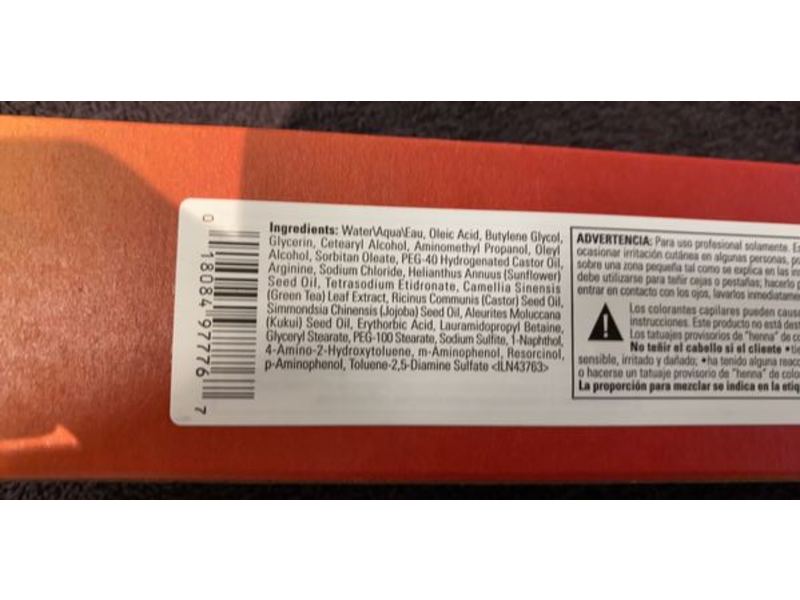 0 18084 97776 7
Ingredients: Water\Aqua\Eau, Oleic Acid, Butylene Glycol,
Glycerin, Cetearyl Alcohol, Aminomethyl Propanol, Oleyl
Alcohol, Sorbitan Oleate, PEG-40 Hydrogenated Castor Oil,
Arginine, Sodium Chloride, Helianthus Annuus (Sunflower)
Seed Oil, Tetrasodium Etidronate, Camellia Sinensis
(Green Tea) Leaf Extract, Ricinus Communis (Castor) Seed Oil,
Simmondsia Chinensis (Jojoba) Seed Oil, Aleurites Moluccana
(Kukui) Seed Oil, Erythorbic Acid, Lauramidopropyl Betaine,
Glyceryl Stearate, PEG-100 Stearate, Sodium Sulfite, 1-Naphthol,
4-Amino-2-Hydroxytoluene, m-Aminophenol, Resorcinol,
p-Aminophenol, Toluene-2,5-Diamine Sulfate <ILN43763>
ADVERTENCIA: Para uso profesional solamente.
ocasionar irritación cutánea en algunas personas,
sobre una zona pequeña tal como se explica en las
debe utilizarse para teñir cejas o pestañas; hacerlo
entrar en contacto con los ojos, lavarlos
Los colorantes capilares pueden
instrucciones. Este producto no está
Los tatuajes provisorios de "henna"
No teñir el cabello si el cliente •
sensible, irritado y dañado; • ha tenido alguna
o hacerse un tatuaje provisorio de "henna" de
La proporción para mezclar se indica en la